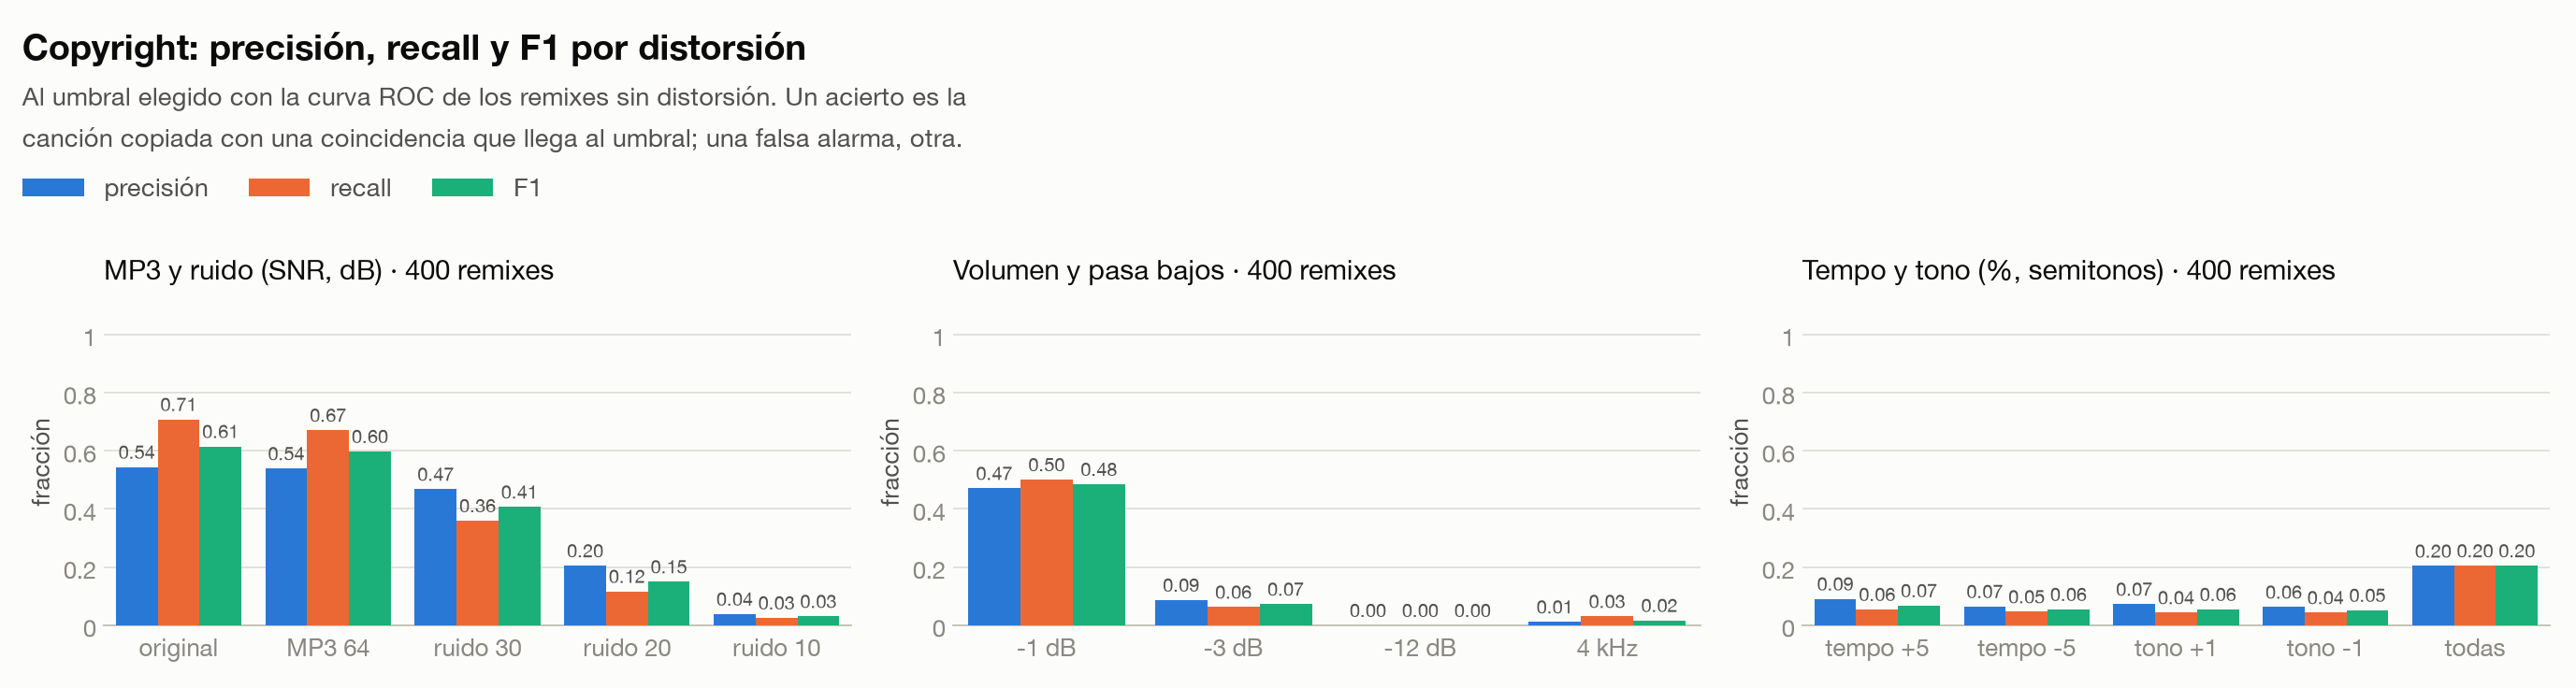 Copyright: precisión, recall y F1 por distorsión
Al umbral elegido con la curva ROC de los remixes sin distorsión. Un acierto es la
canción copiada con una coincidencia que llega al umbral; una falsa alarma, otra.
precisión recall F1
MP3 y ruido (SNR, dB) · 400 remixes
fracción
1
0.8
0.6
0.4
0.2
0
0.54 0.71 0.61
0.54 0.67 0.60
0.47 0.36 0.41
0.20 0.12 0.15
0.04 0.03 0.03
original MP3 64 ruido 30 ruido 20 ruido 10
Volumen y pasa bajos · 400 remixes
fracción
1
0.8
0.6
0.4
0.2
0
0.47 0.50 0.48
0.09 0.06 0.07
0.00 0.00 0.00
0.01 0.03 0.02
-1 dB -3 dB -12 dB 4 kHz
Tempo y tono (%, semitonos) · 400 remixes
fracción
1
0.8
0.6
0.4
0.2
0
0.09 0.06 0.07
0.07 0.05 0.06
0.07 0.04 0.06
0.06 0.04 0.05
0.20 0.20 0.20
tempo +5 tempo -5 tono +1 tono -1 todas